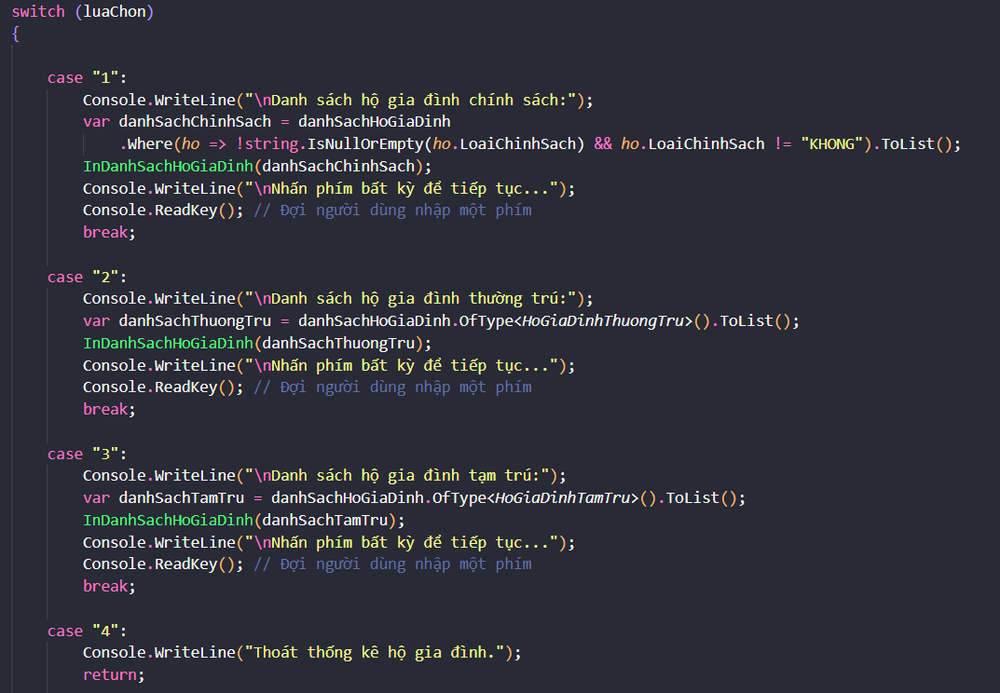 switch (luaChon)
{
case "1":
Console.WriteLine("\nDanh sách hộ gia đình chính sách:");
var danhSachChinhSach = danhSachHoGiaDinh
.Where(ho => !string.IsNullOrEmpty(ho.LoaiChinhSach) && ho.LoaiChinhSach != "KHONG").ToList();
InDanhSachHoGiaDinh(danhSachChinhSach);
Console.WriteLine("\nNhấn phím bất kỳ để tiếp tục...");
Console.ReadKey(); // Đợi người dùng nhập một phím
break;
case "2":
Console.WriteLine("\nDanh sách hộ gia đình thường trú:");
var danhSachThuongTru = danhSachHoGiaDinh.OfType<HoGiaDinhThuongTru>().ToList();
InDanhSachHoGiaDinh(danhSachThuongTru);
Console.WriteLine("\nNhấn phím bất kỳ để tiếp tục...");
Console.ReadKey(); // Đợi người dùng nhập một phím
break;
case "3":
Console.WriteLine("\nDanh sách hộ gia đình tạm trú:");
var danhSachTamTru = danhSachHoGiaDinh.OfType<HoGiaDinhTamTru>().ToList();
InDanhSachHoGiaDinh(danhSachTamTru);
Console.WriteLine("\nNhấn phím bất kỳ để tiếp tục...");
Console.ReadKey(); // Đợi người dùng nhập một phím
break;
case "4":
Console.WriteLine("Thoát thống kê hộ gia đình.");
return;